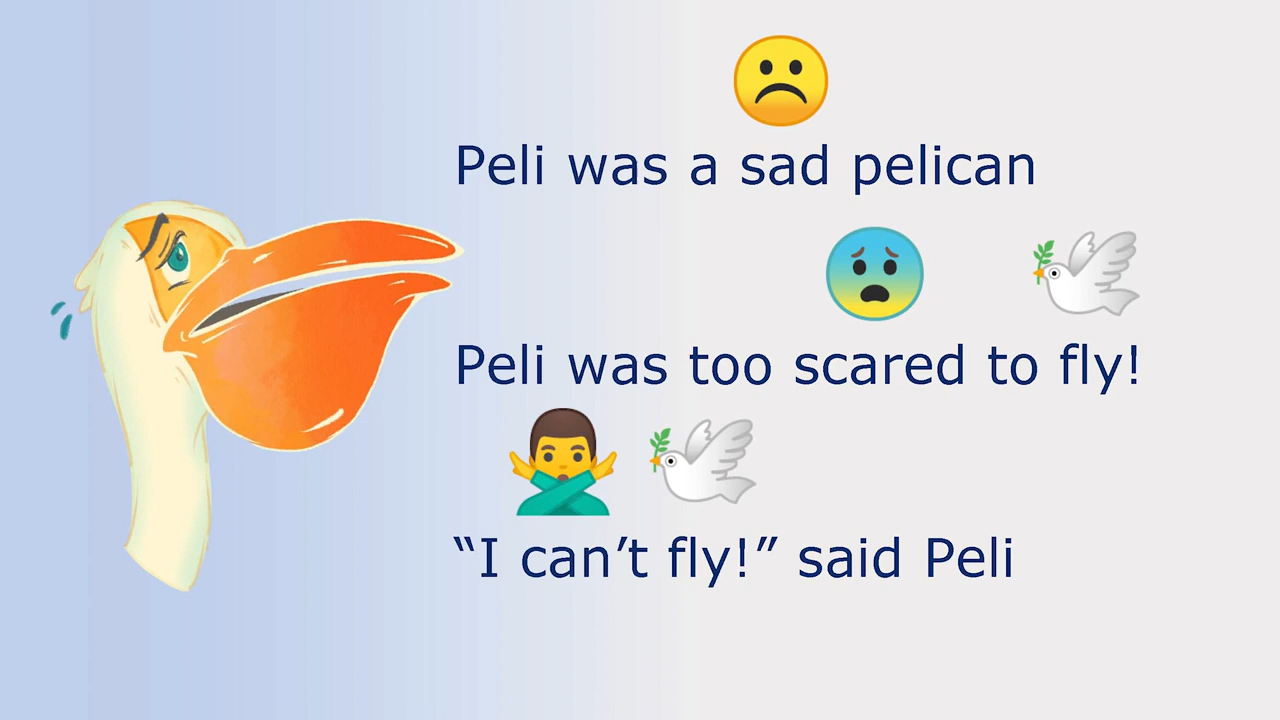 Peli was a sad pelican
Peli was too scared to fly!
“I can’t fly!” said Peli